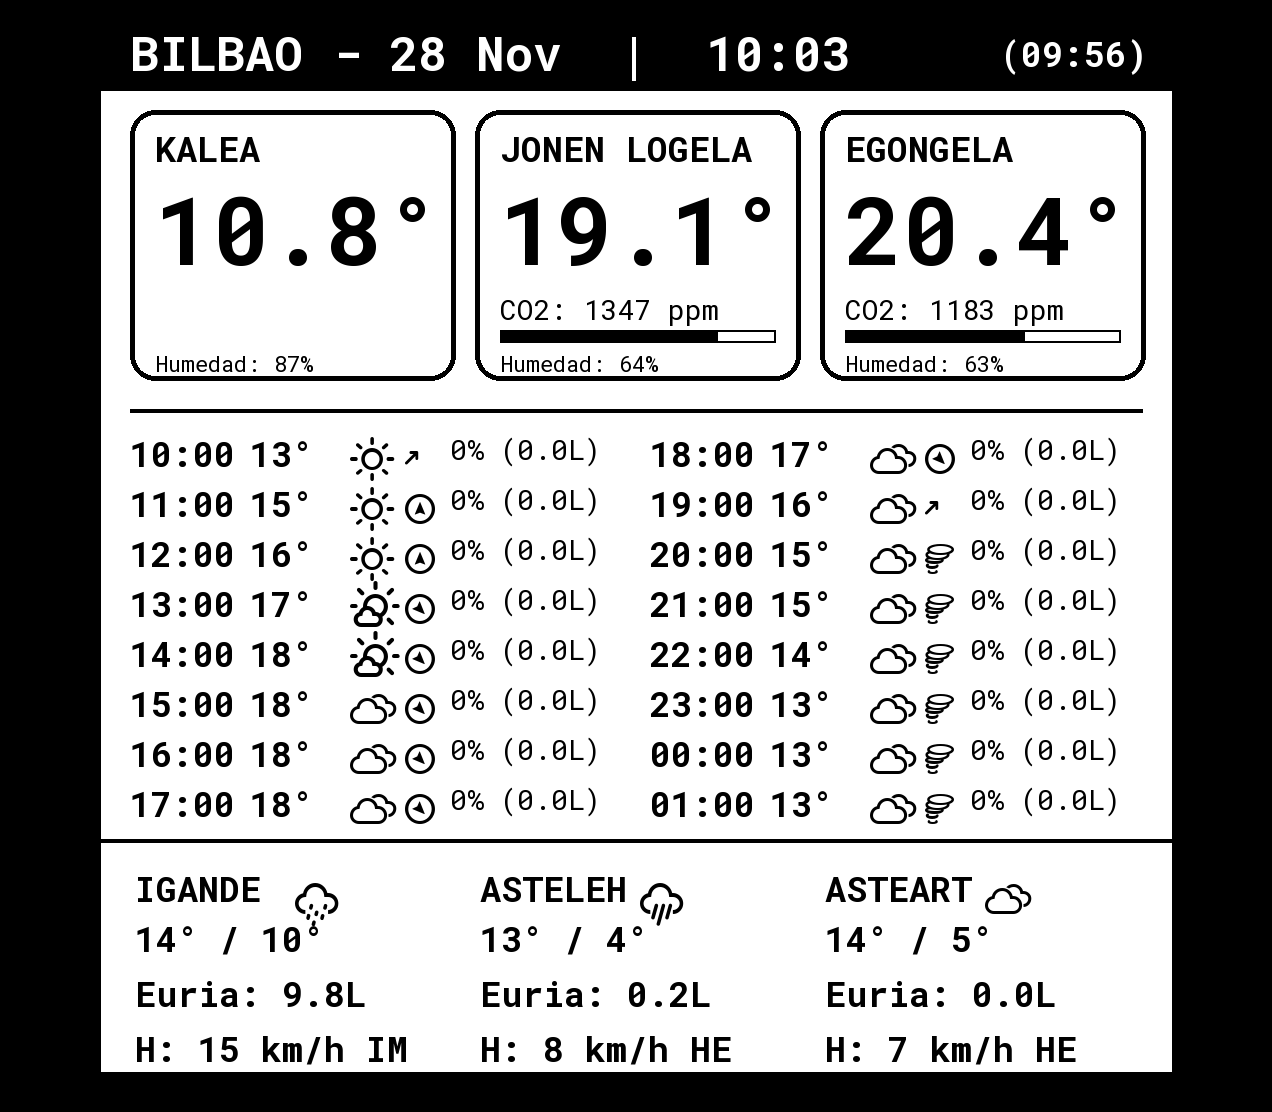 BILBAO - 28 Nov | 10:03 (09:56)
KALEA
10.8°
Humedad: 87%
JONEN LOGELA
19.1°
CO2: 1347 ppm
Humedad: 64%
EGONGELA
20.4°
CO2: 1183 ppm
Humedad: 63%
10:00 13° 0% (0.0L)
11:00 15° 0% (0.0L)
12:00 16° 0% (0.0L)
13:00 17° 0% (0.0L)
14:00 18° 0% (0.0L)
15:00 18° 0% (0.0L)
16:00 18° 0% (0.0L)
17:00 18° 0% (0.0L)
18:00 17° 0% (0.0L)
19:00 16° 0% (0.0L)
20:00 15° 0% (0.0L)
21:00 15° 0% (0.0L)
22:00 14° 0% (0.0L)
23:00 13° 0% (0.0L)
00:00 13° 0% (0.0L)
01:00 13° 0% (0.0L)
IGANDE
14° / 10°
Euria: 9.8L
H: 15 km/h IM
ASTELEH
13° / 4°
Euria: 0.2L
H: 8 km/h HE
ASTEART
14° / 5°
Euria: 0.0L
H: 7 km/h HE